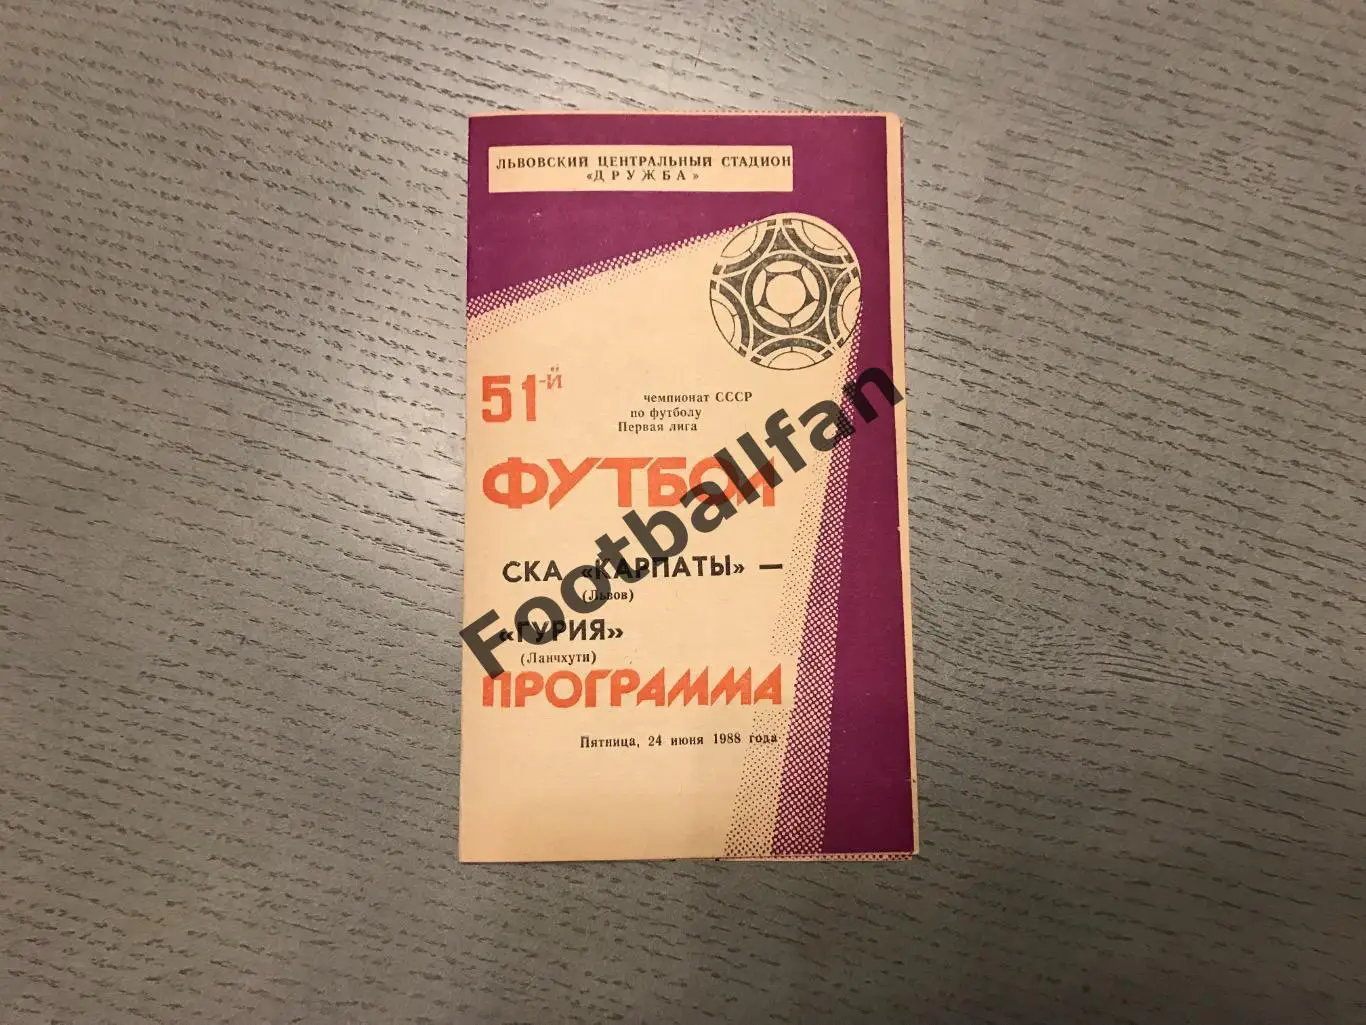 ЛЬВОВСКИЙ ЦЕНТРАЛЬНЫЙ СТАДИОН
«ДРУЖБА»
51-Й
чемпионат СССР
по футболу
Первая лига
ФУТБОЛ
СКА «КАРПАТЫ» —
(Львов)
«ГУРИЯ»
(Ланчхути)
ПРОГРАММА
Пятница, 24 июня 1988 года
Footballfan